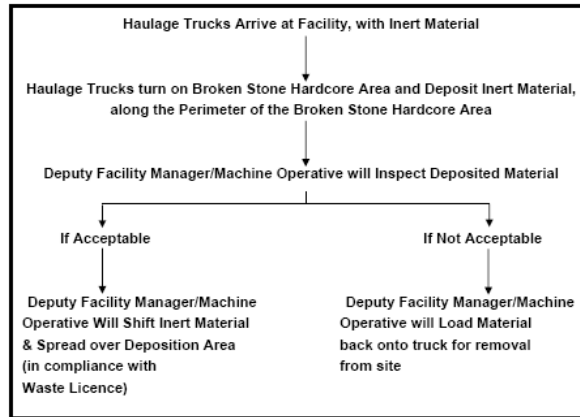 Haulage Trucks Arrive at Facility, with Inert Material
Haulage Trucks turn on Broken Stone Hardcore Area and Deposit Inert Material,
along the Perimeter of the Broken Stone Hardcore Area
Deputy Facility Manager/Machine Operative will Inspect Deposited Material
If Acceptable
If Not Acceptable
Deputy Facility Manager/Machine
Operative Will Shift Inert Material
& Spread over Deposition Area
(in compliance with
Waste Licence)
Deputy Facility Manager/Machine
Operative will Load Material
back onto truck for removal
from site